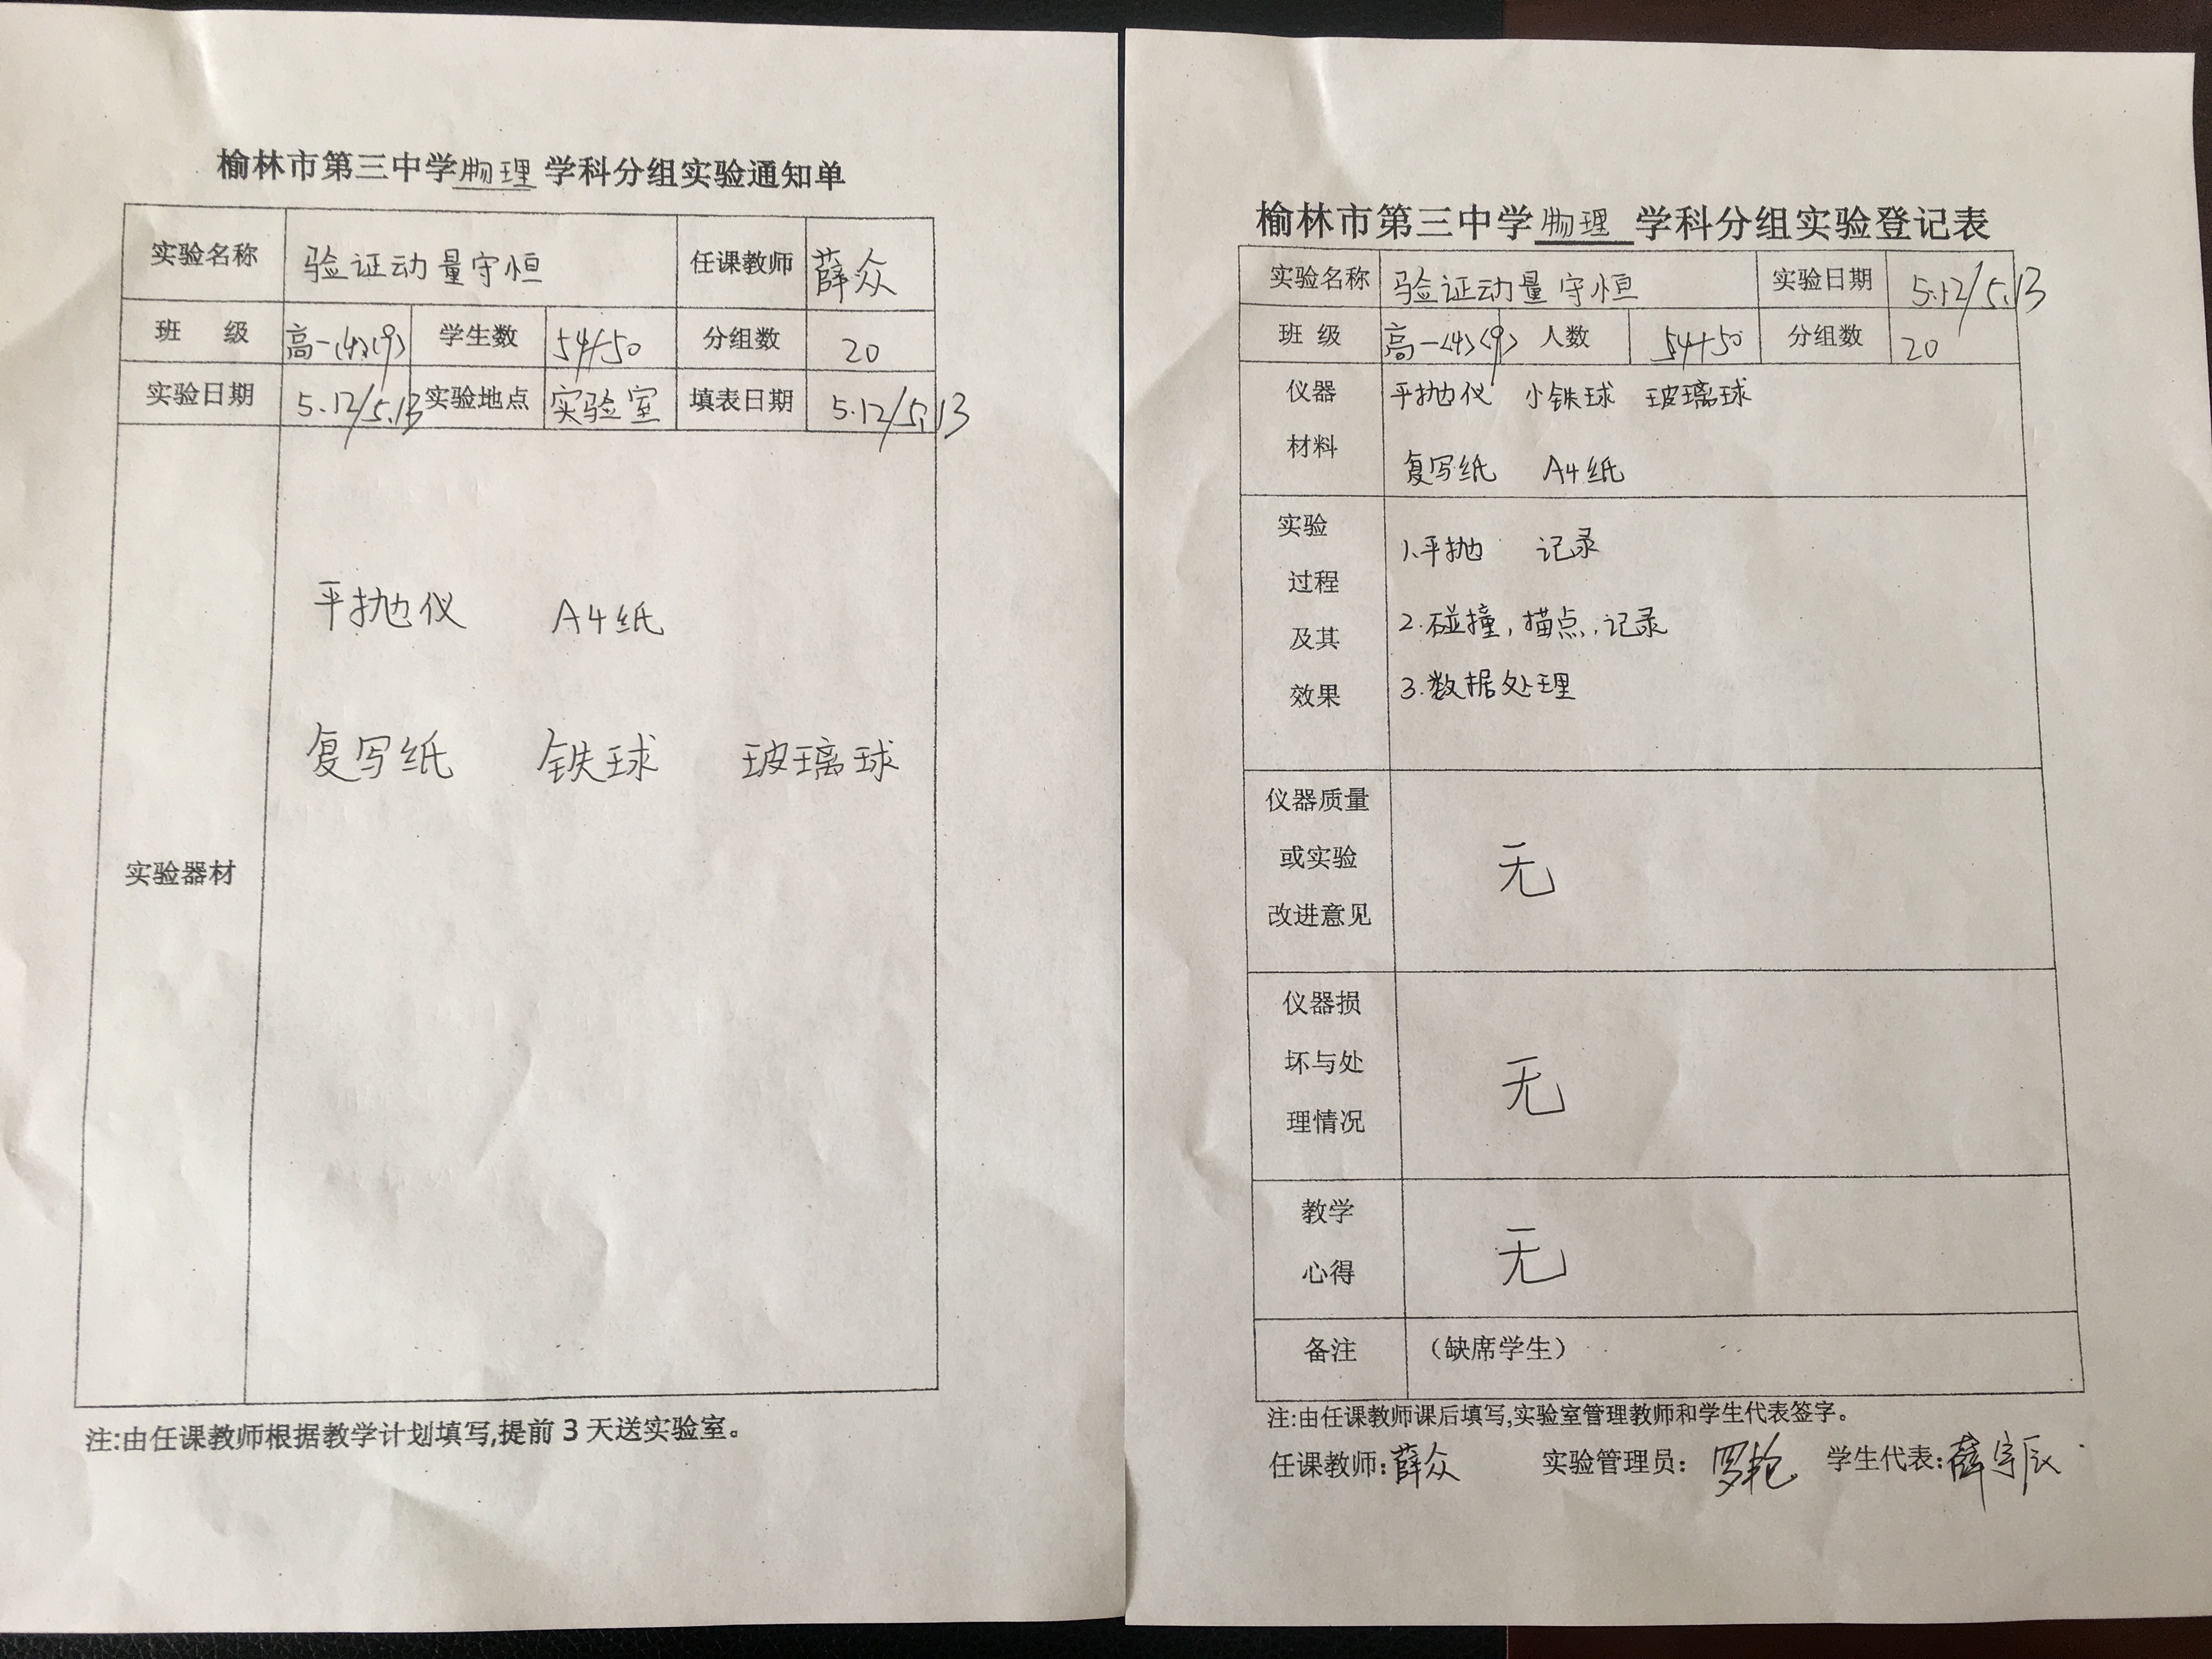 榆林市第三中学物理 学科分组实验通知单
实验名称 验证动量守恒 任课教师 薛众
班 级 高一(4)(9) 学生数 54+50 分组数 20
实验日期 5.12/5.13 实验地点 实验室 填表日期 5.12/5.13
平抛仪 A4纸
复写纸 铁球 玻璃球
实验器材
注:由任课教师根据教学计划填写,提前3天送实验室。
榆林市第三中学物理 学科分组实验登记表
实验名称 验证动量守恒 实验日期 5.12/5.13
班 级 高一(4)(9) 人数 54+50 分组数 20
仪器 平抛仪 小铁球 玻璃球
材料 复写纸 A4纸
实验 1.平抛 记录
过程
及其 2.碰撞,描点,记录
效果 3.数据处理
仪器质量
或实验 无
改进意见
仪器损
坏与处 无
理情况
教学
心得 无
备注 (缺席学生)
注:由任课教师课后填写,实验室管理教师和学生代表签字。
任课教师:薛众 实验管理员: 罗 学生代表:薛宇辰